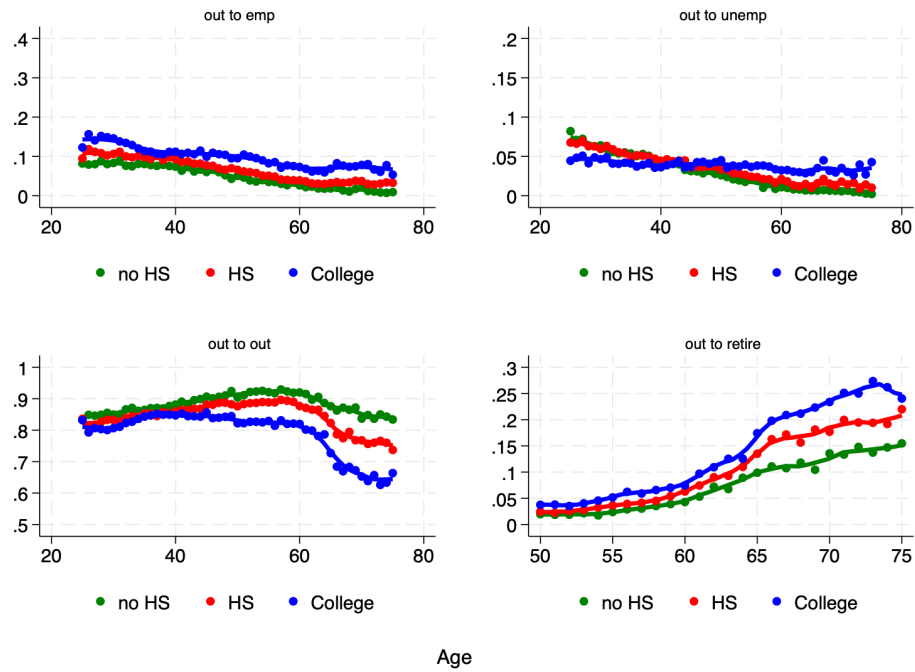 out to emp
.4
.3
.2
.1
0
20 40 60 80
no HS HS College
out to unemp
.2
.15
.1
.05
0
20 40 60 80
no HS HS College
out to out
1
.9
.8
.7
.6
.5
20 40 60 80
no HS HS College
out to retire
.3
.25
.2
.15
.1
.05
0
50 55 60 65 70 75
no HS HS College
Age